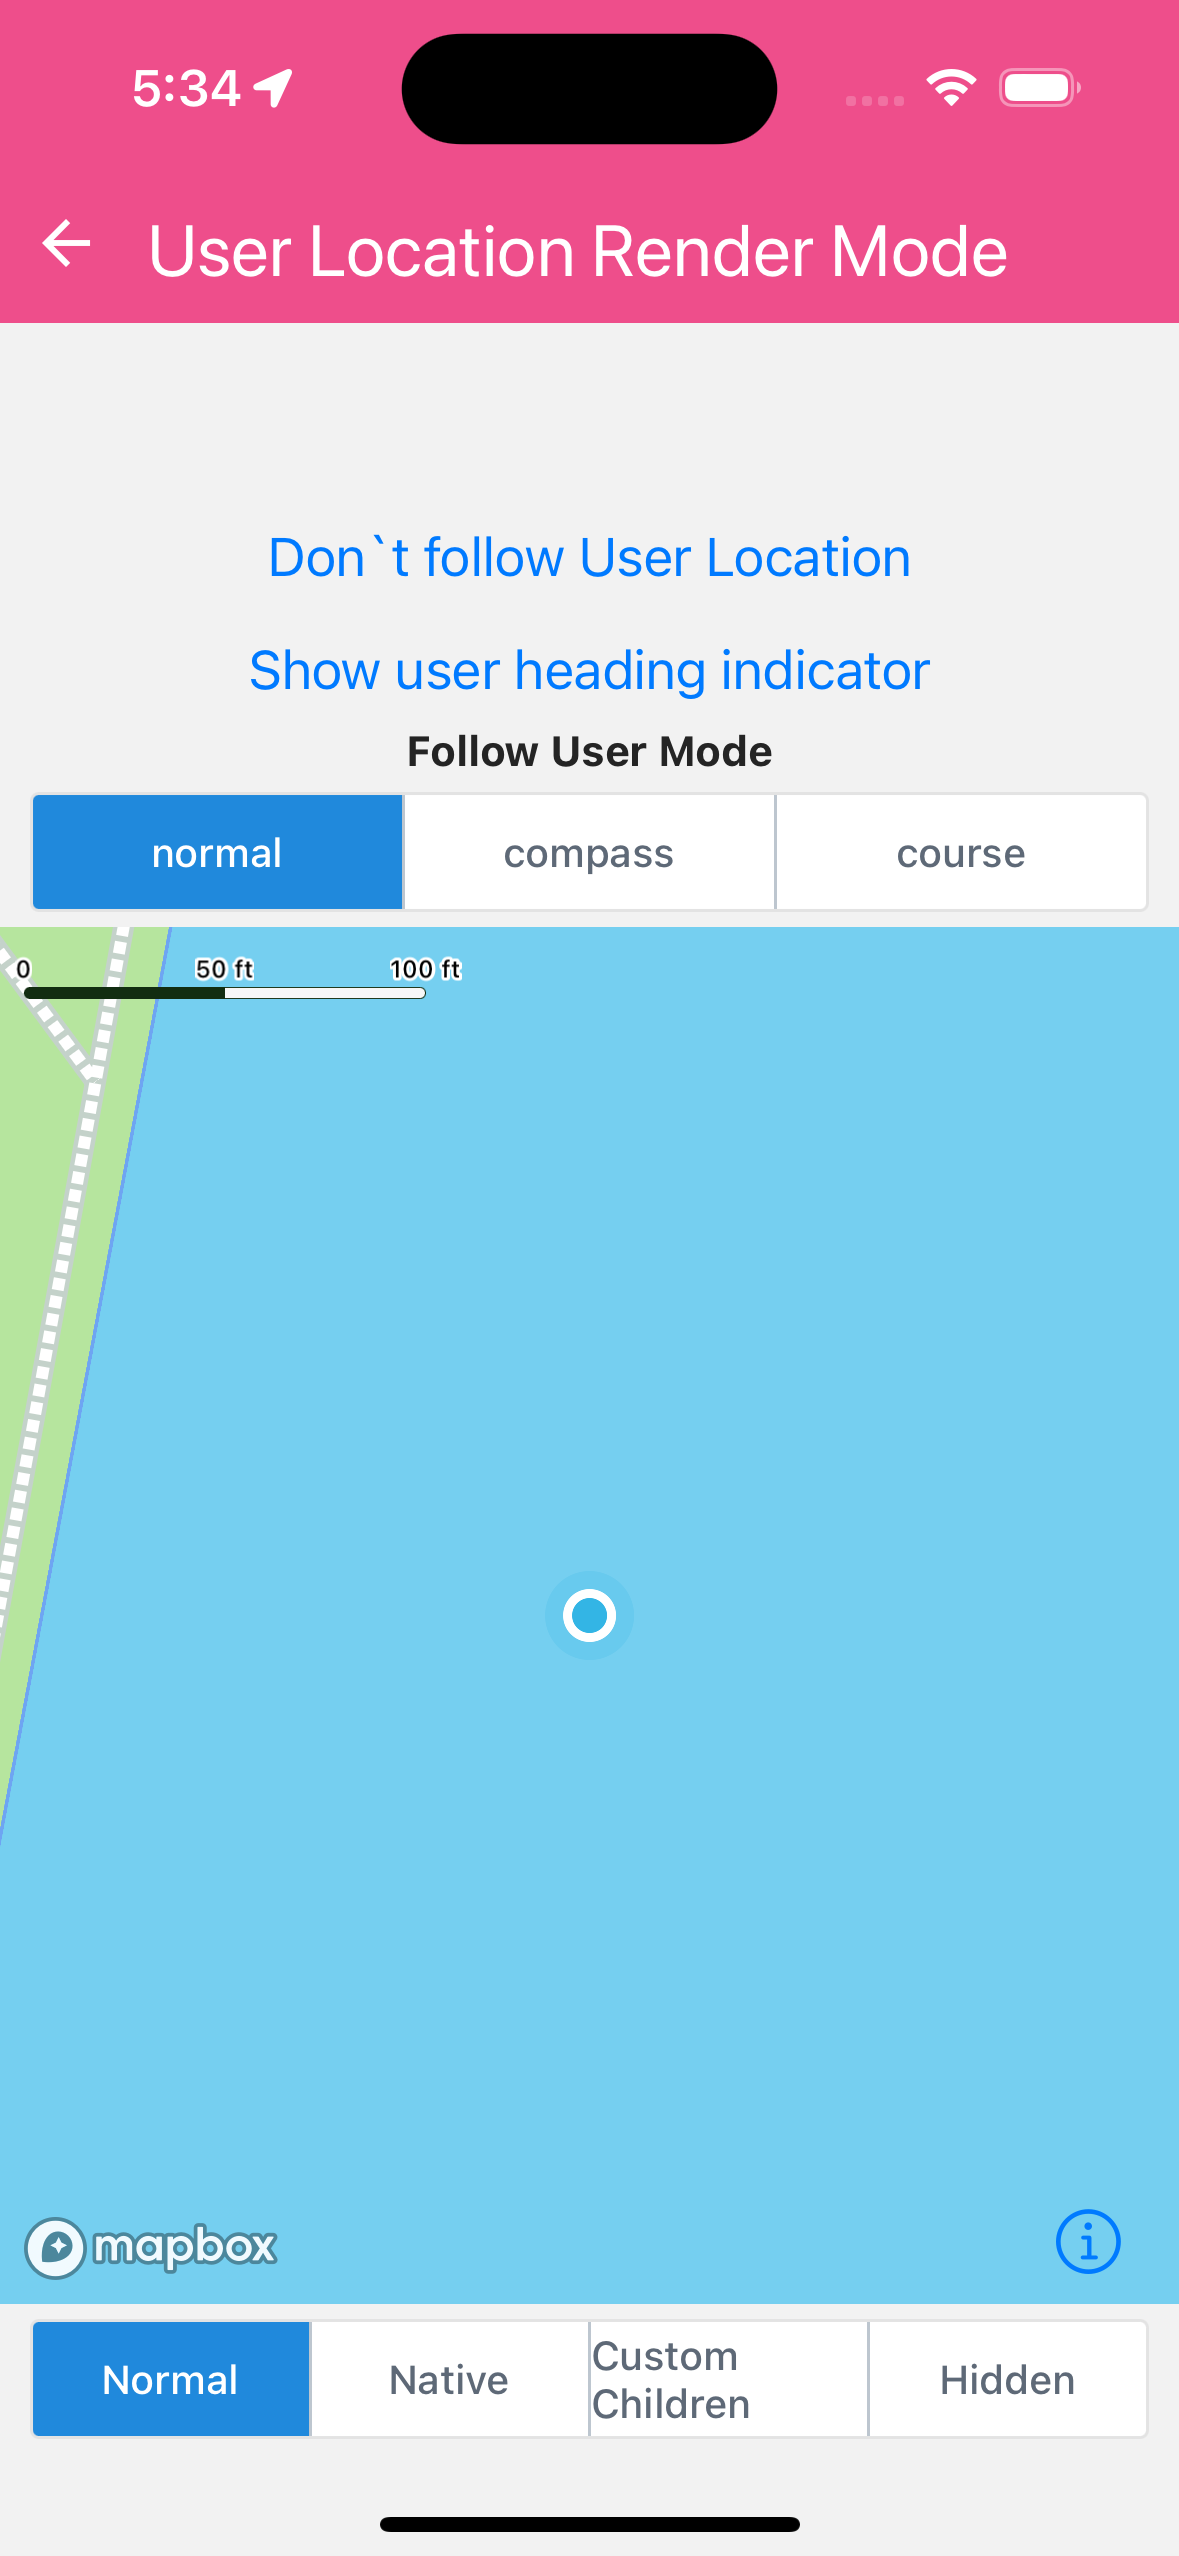 5:34
User Location Render Mode
Don`t follow User Location
Show user heading indicator
Follow User Mode
normal compass course
0 50 ft 100 ft
mapbox
i
Normal Native Custom Children Hidden